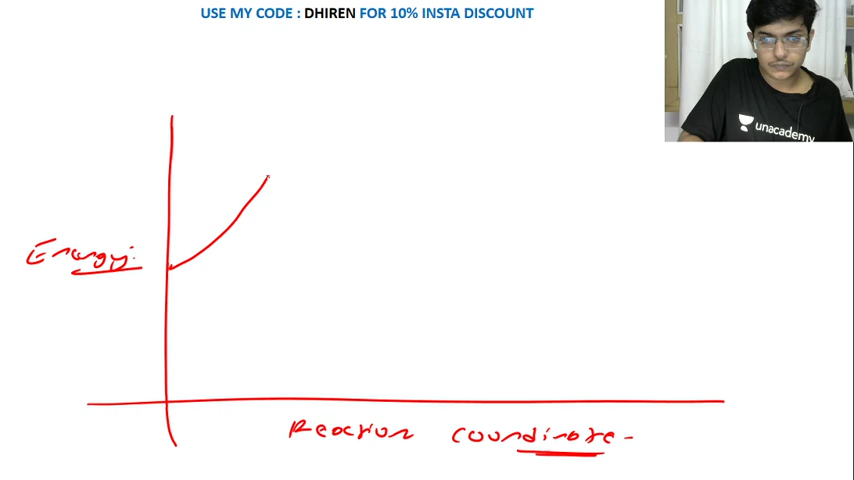 USE MY CODE : DHIREN FOR 10% INSTA DISCOUNT
unacademy
Energy:
Reaction coordinate -